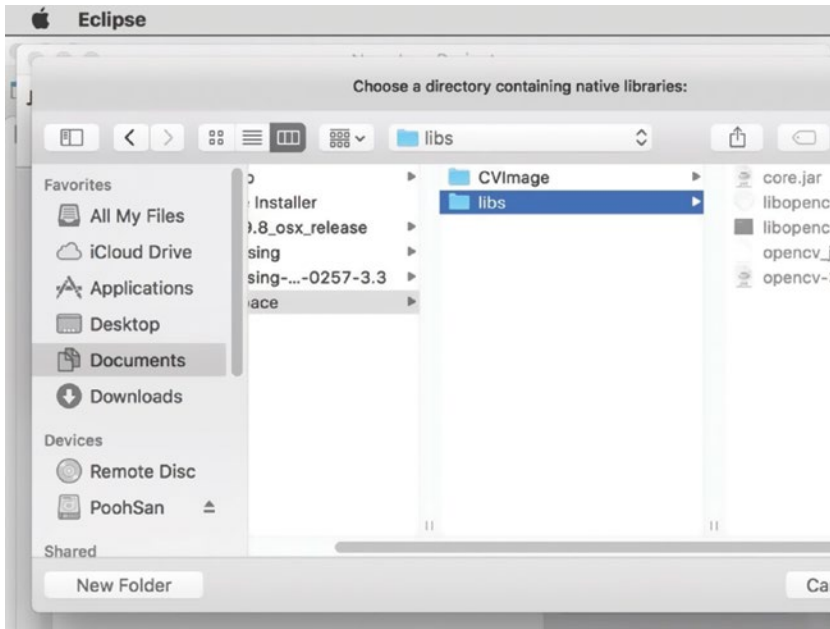 Eclipse
Choose a directory containing native libraries:
libs
Favorites
All My Files
iCloud Drive
Applications
Desktop
Documents
Downloads
Devices
Remote Disc
PoohSan
Shared
Installer
9.8_osx_release
sing
sing-...-0257-3.3
ace
CVImage
libs
core.jar
libopenc
libopenc
opencv_j
opencv-
New Folder
Ca